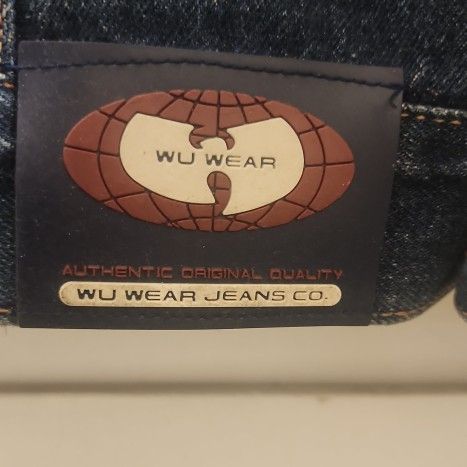 WU WEAR
AUTHENTIC ORIGINAL QUALITY
WU WEAR JEANS CO.